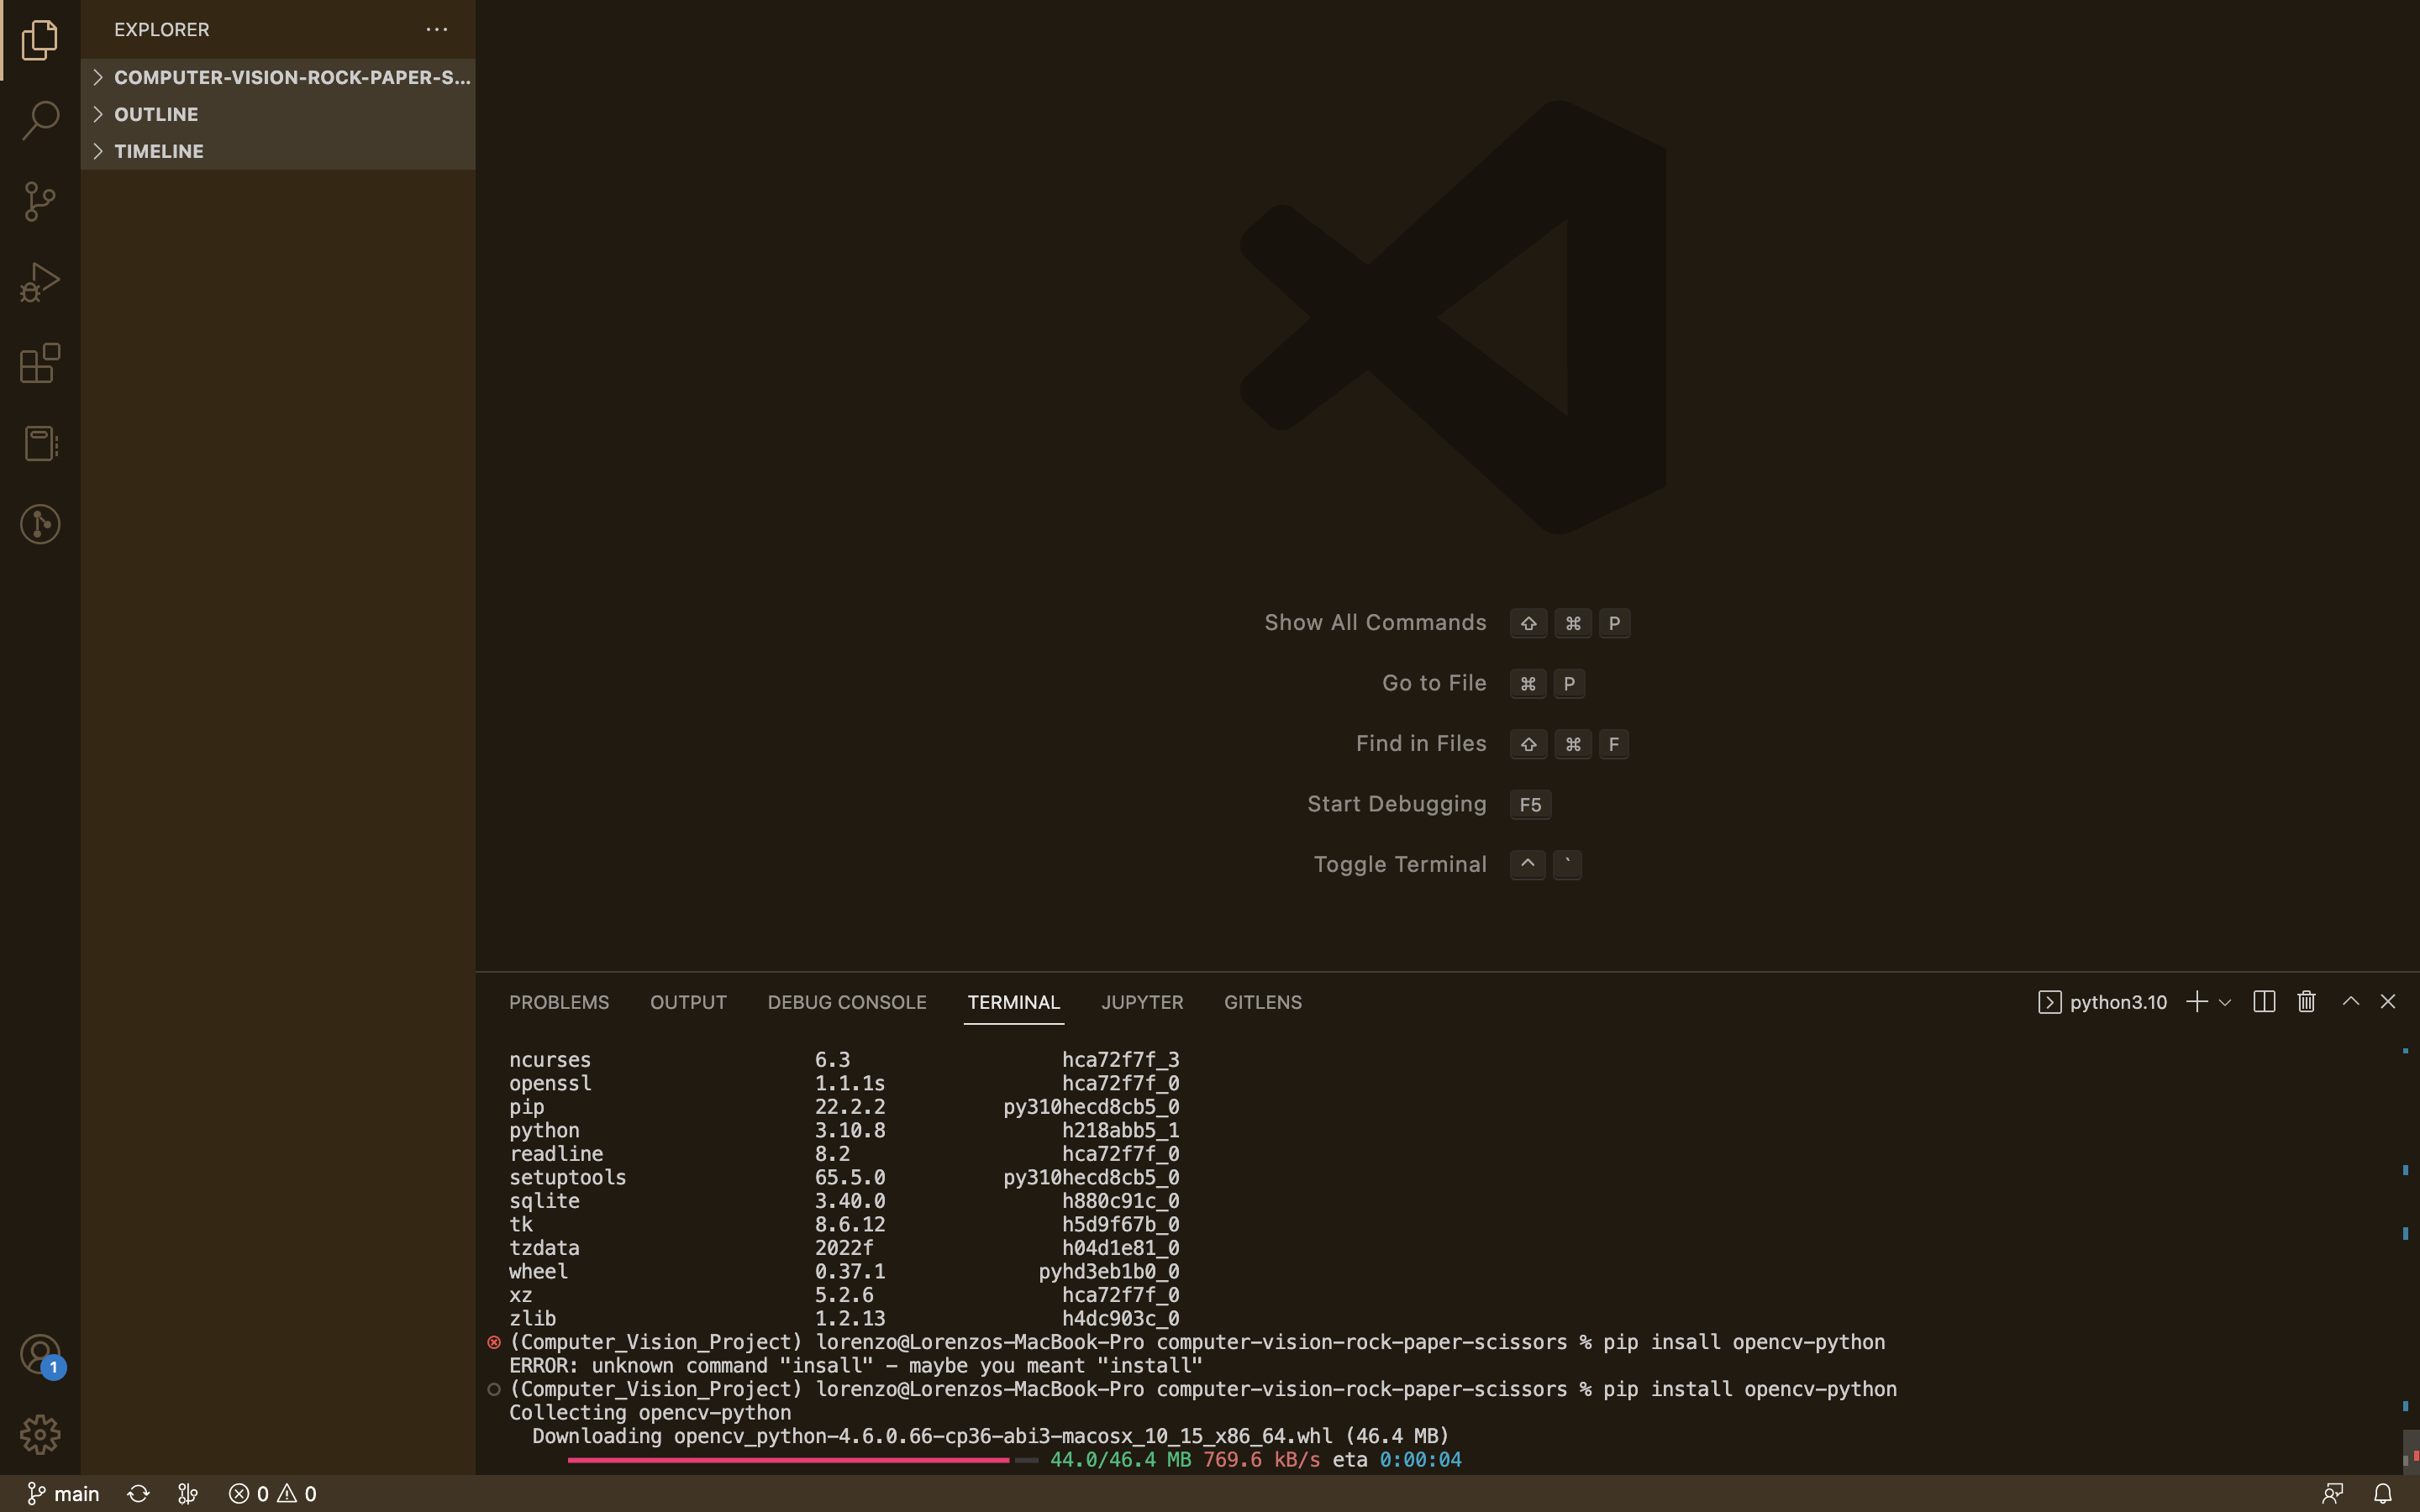 EXPLORER
COMPUTER-VISION-ROCK-PAPER-S...
OUTLINE
TIMELINE
Show All Commands ⇧ ⌘ P
Go to File ⌘ P
Find in Files ⇧ ⌘ F
Start Debugging F5
Toggle Terminal ^ `
PROBLEMS OUTPUT DEBUG CONSOLE TERMINAL JUPYTER GITLENS python3.10
ncurses 6.3 hca72f7f_3
openssl 1.1.1s hca72f7f_0
pip 22.2.2 py310hecd8cb5_0
python 3.10.8 h218abb5_1
readline 8.2 hca72f7f_0
setuptools 65.5.0 py310hecd8cb5_0
sqlite 3.40.0 h880c91c_0
tk 8.6.12 h5d9f67b_0
tzdata 2022f h04d1e81_0
wheel 0.37.1 pyhd3eb1b0_0
xz 5.2.6 hca72f7f_0
zlib 1.2.13 h4dc903c_0
(Computer_Vision_Project) lorenzo@Lorenzos-MacBook-Pro computer-vision-rock-paper-scissors % pip insall opencv-python
ERROR: unknown command "insall" - maybe you meant "install"
(Computer_Vision_Project) lorenzo@Lorenzos-MacBook-Pro computer-vision-rock-paper-scissors % pip install opencv-python
Collecting opencv-python
Downloading opencv_python-4.6.0.66-cp36-abi3-macosx_10_15_x86_64.whl (46.4 MB)
44.0/46.4 MB 769.6 kB/s eta 0:00:04
1
main 0 0